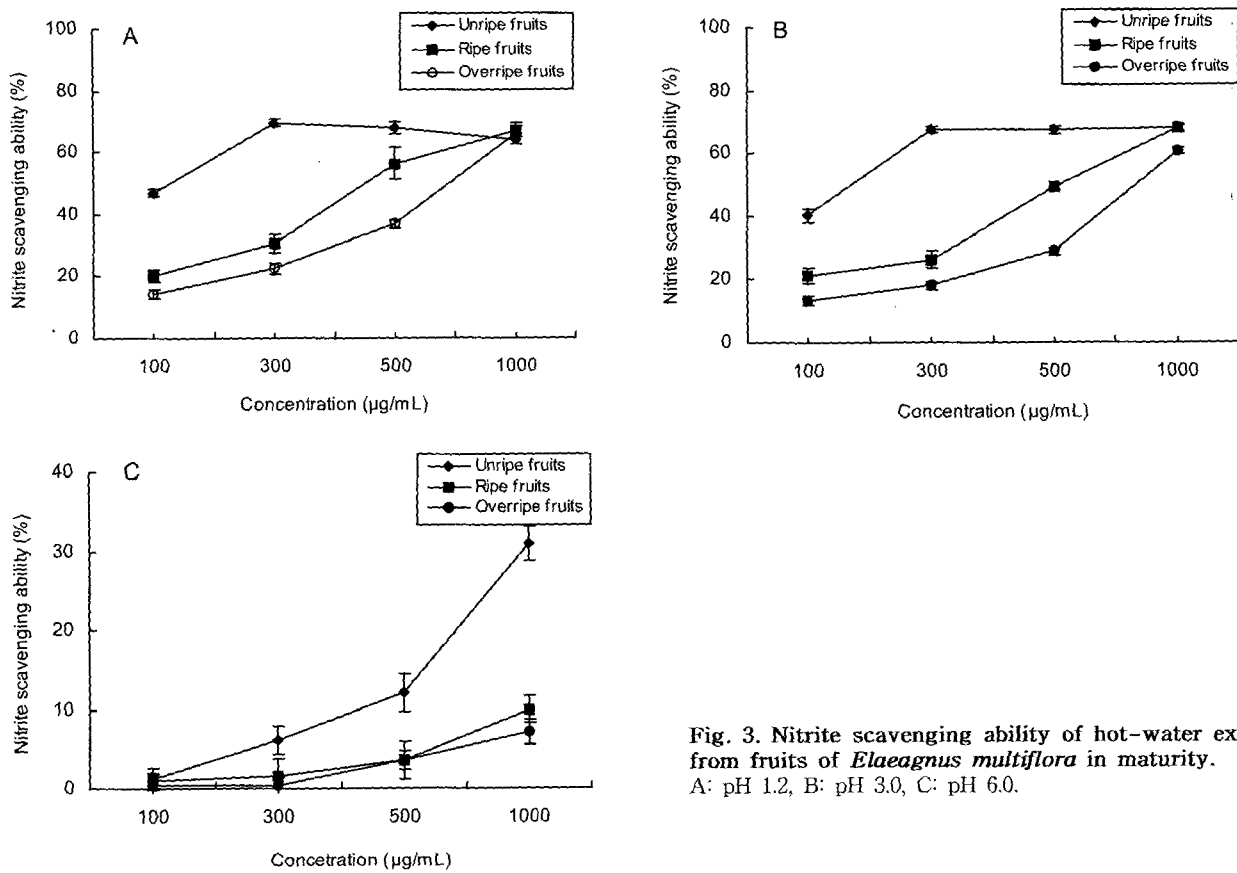 A
Unripe fruits
Ripe fruits
Overripe fruits
Nitrite scavenging ability (%)
100
80
60
40
20
0
100 300 500 1000
Concentration (µg/mL)
B
Unripe fruits
Ripe fruits
Overripe fruits
Nitrite scavenging ability (%)
100
80
60
40
20
0
100 300 500 1000
Concentration (µg/mL)
C
Unripe fruits
Ripe fruits
Overripe fruits
Nitrite scavenging ability (%)
40
30
20
10
0
100 300 500 1000
Concetration (µg/mL)
Fig. 3. Nitrite scavenging ability of hot-water ex
from fruits of Elaeagnus multiflora in maturity.
A: pH 1.2, B: pH 3.0, C: pH 6.0.